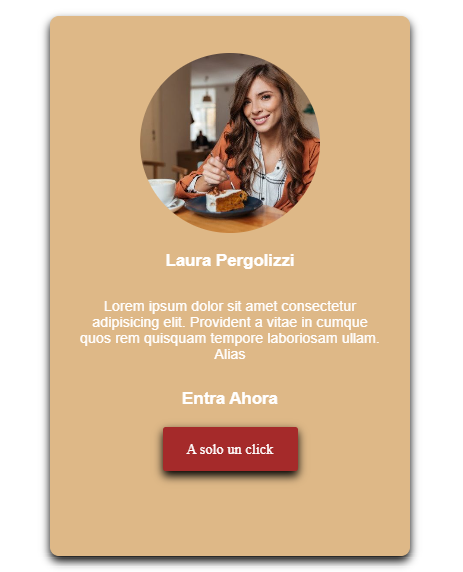 Laura Pergolizzi
Lorem ipsum dolor sit amet consectetur
adipisicing elit. Provident a vitae in cumque
quos rem quisquam tempore laboriosam ullam.
Alias
Entra Ahora
A solo un click